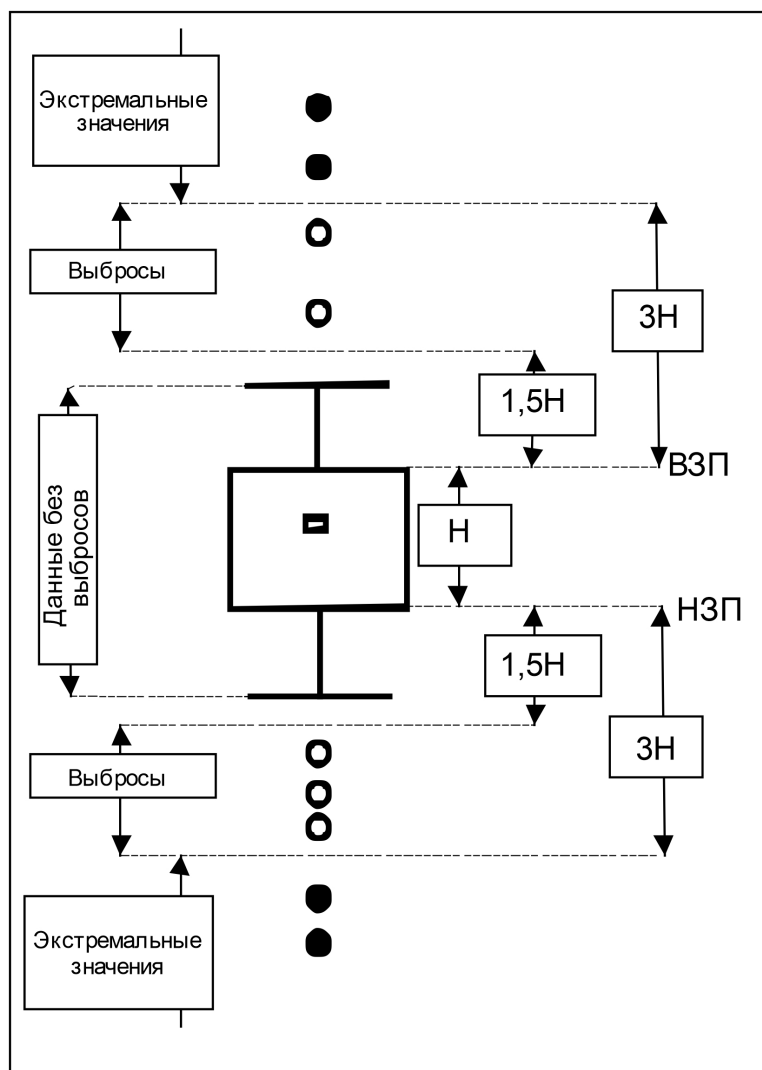 Экстремальные
значения
Выбросы
3Н
1,5Н
ВЗП
Данные без
выбросов
Н
НЗП
1,5Н
3Н
Выбросы
Экстремальные
значения